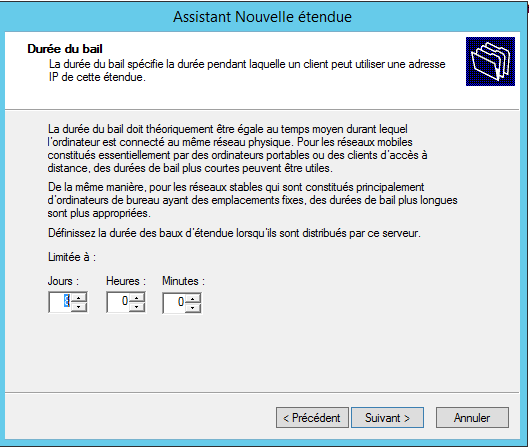 Assistant Nouvelle étendue
Durée du bail
La durée du bail spécifie la durée pendant laquelle un client peut utiliser une adresse
IP de cette étendue.
La durée du bail doit théoriquement être égale au temps moyen durant lequel
l'ordinateur est connecté au même réseau physique. Pour les réseaux mobiles
constitués essentiellement par des ordinateurs portables ou des clients d'accès à
distance, des durées de bail plus courtes peuvent être utiles.
De la même manière, pour les réseaux stables qui sont constitués principalement
d'ordinateurs de bureau ayant des emplacements fixes, des durées de bail plus longues
sont plus appropriées.
Définissez la durée des baux d'étendue lorsqu'ils sont distribués par ce serveur.
Limitée à :
Jours : Heures : Minutes :
0 0
< Précédent Suivant > Annuler